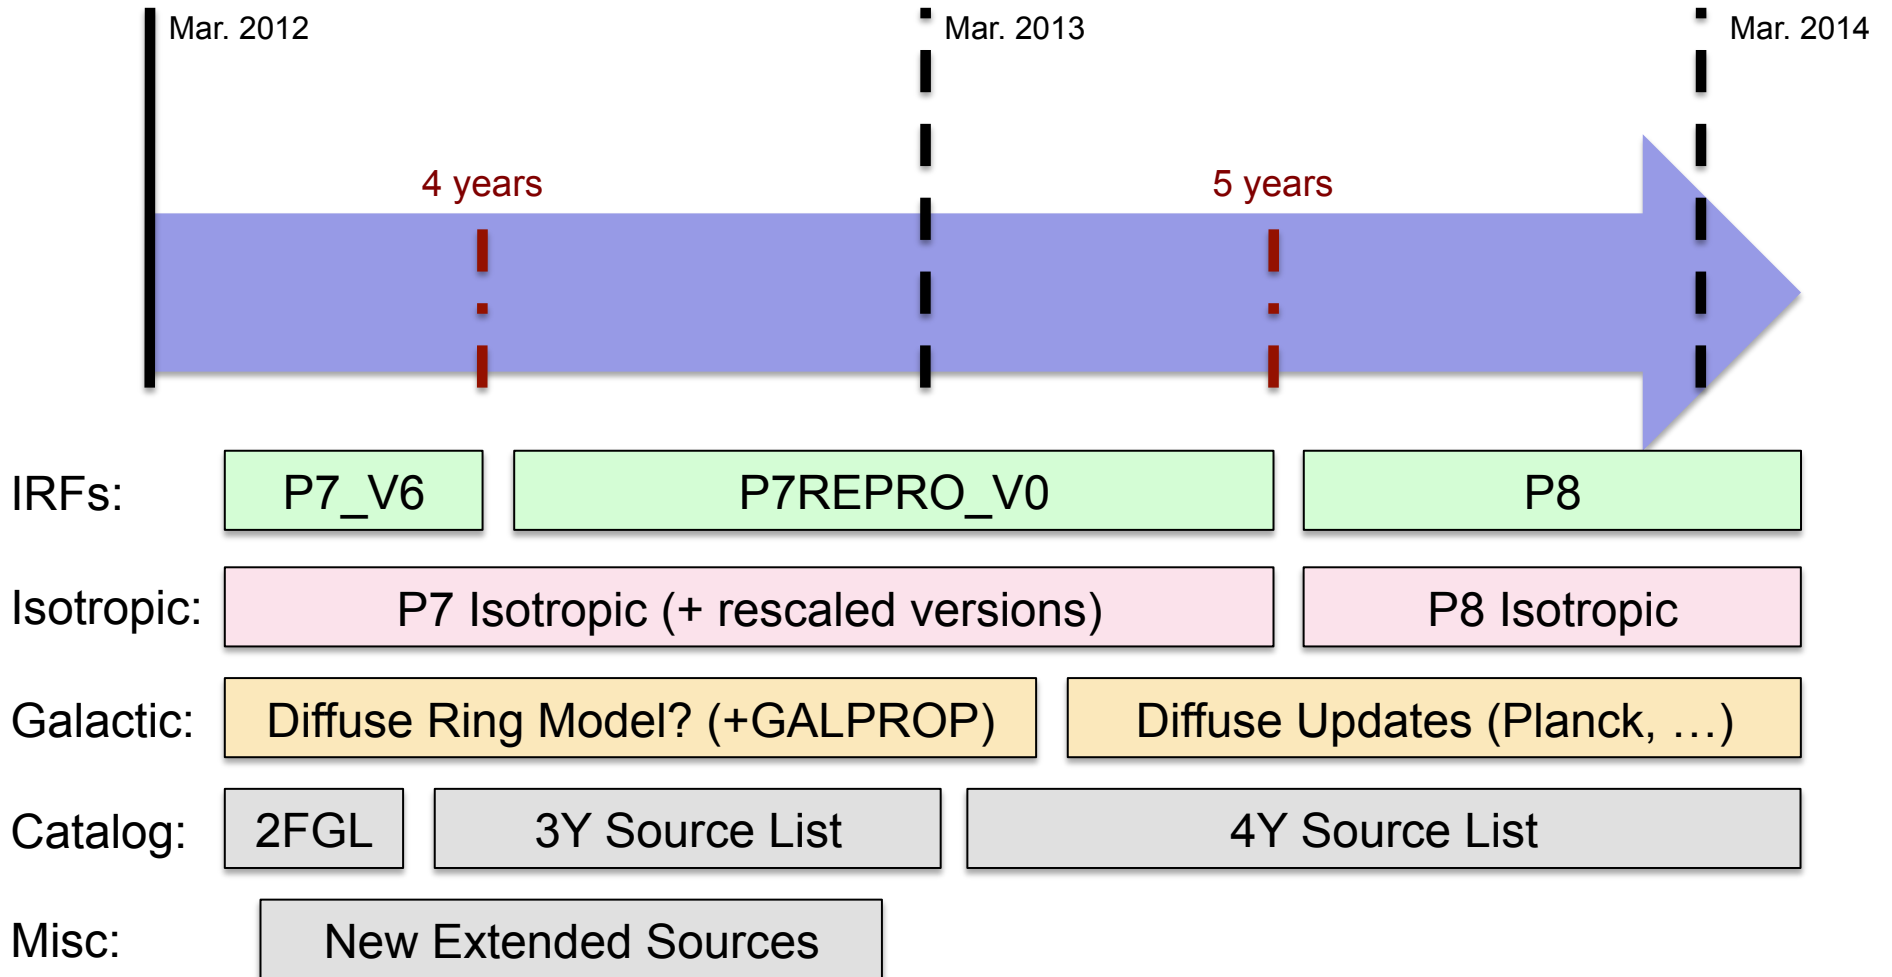 Mar. 2012
Mar. 2013
Mar. 2014
4 years
5 years
IRFs:
P7_V6
P7REPRO_V0
P8
Isotropic:
P7 Isotropic (+ rescaled versions)
P8 Isotropic
Galactic:
Diffuse Ring Model? (+GALPROP)
Diffuse Updates (Planck, …)
Catalog:
2FGL
3Y Source List
4Y Source List
Misc:
New Extended Sources